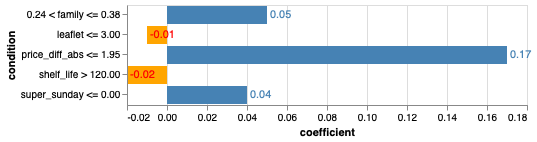 condition
0.24 < family <= 0.38
0.05
leaflet <= 3.00
-0.01
price_diff_abs <= 1.95
0.17
shelf_life > 120.00
-0.02
super_sunday <= 0.00
0.04
-0.02 0.00 0.02 0.04 0.06 0.08 0.10 0.12 0.14 0.16 0.18
coefficient